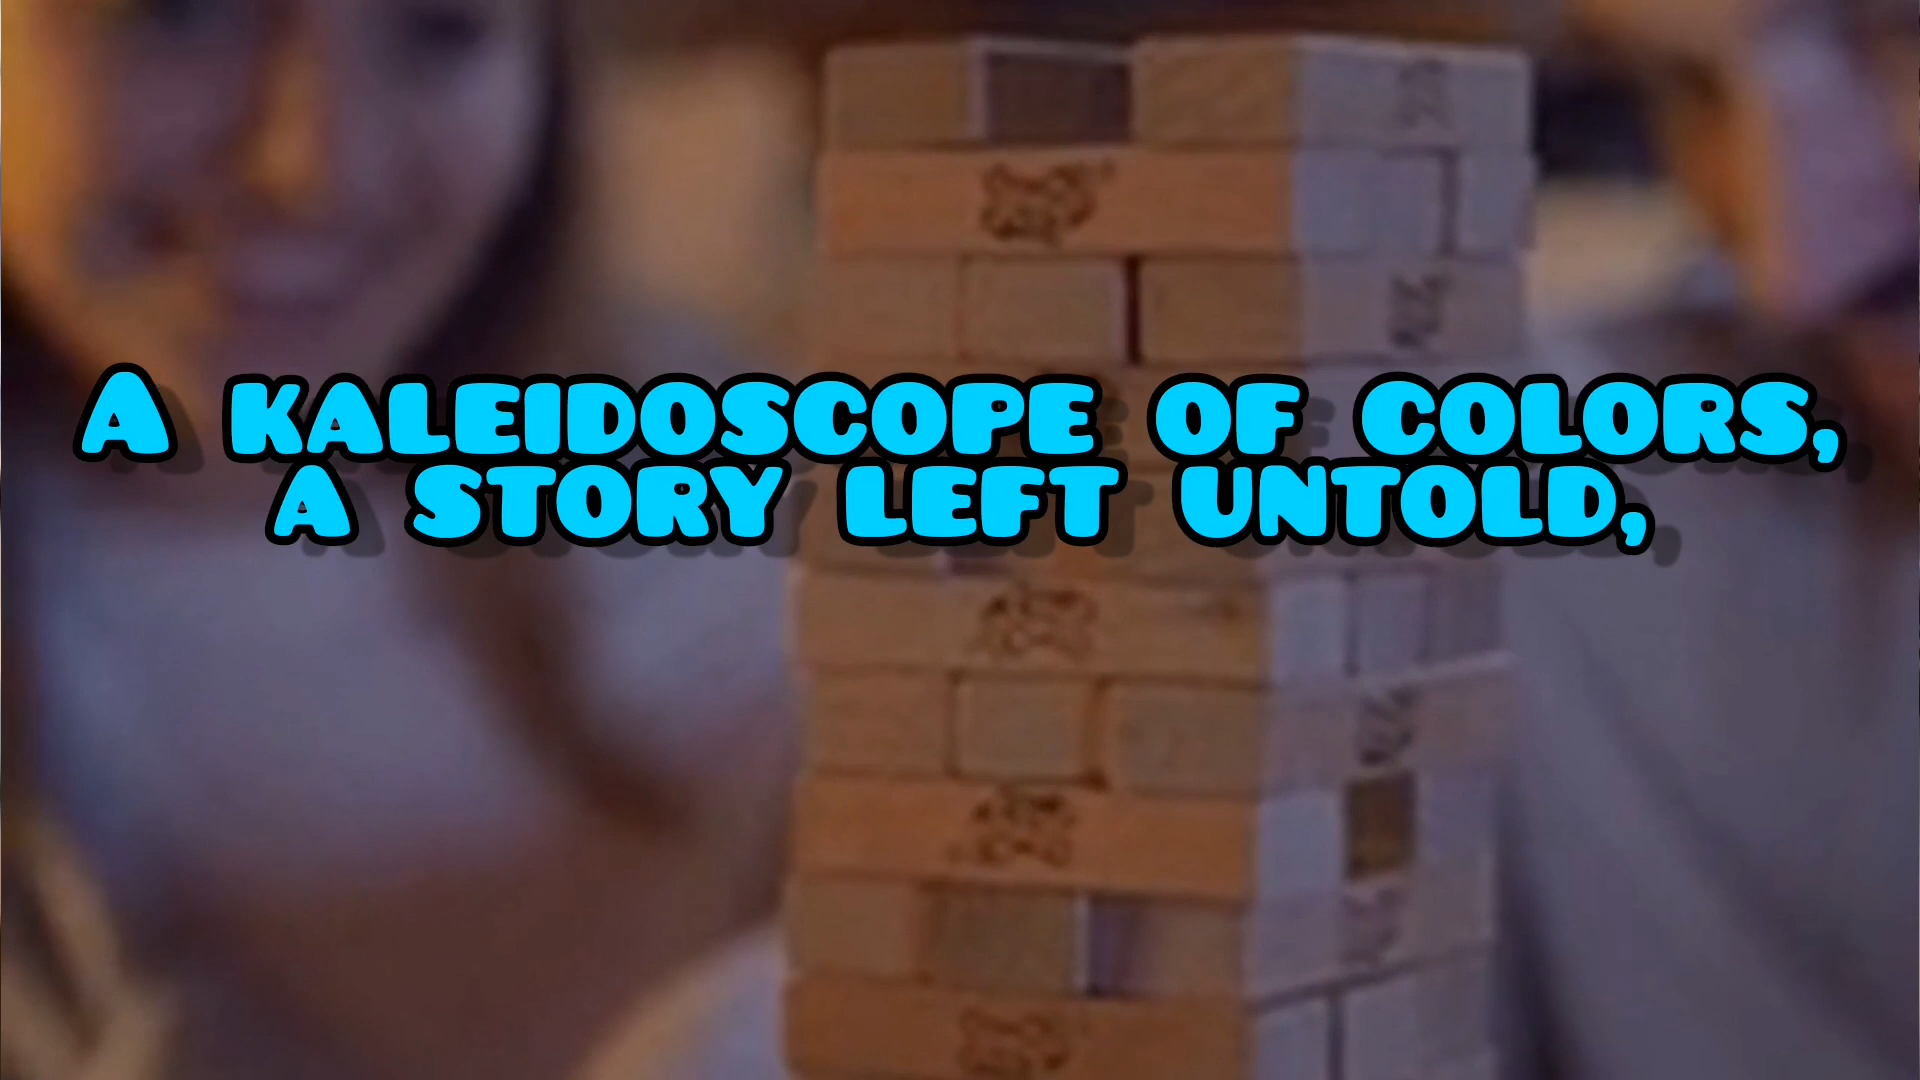 A KALEIDOSCOPE OF COLORS,
A STORY LEFT UNTOLD,